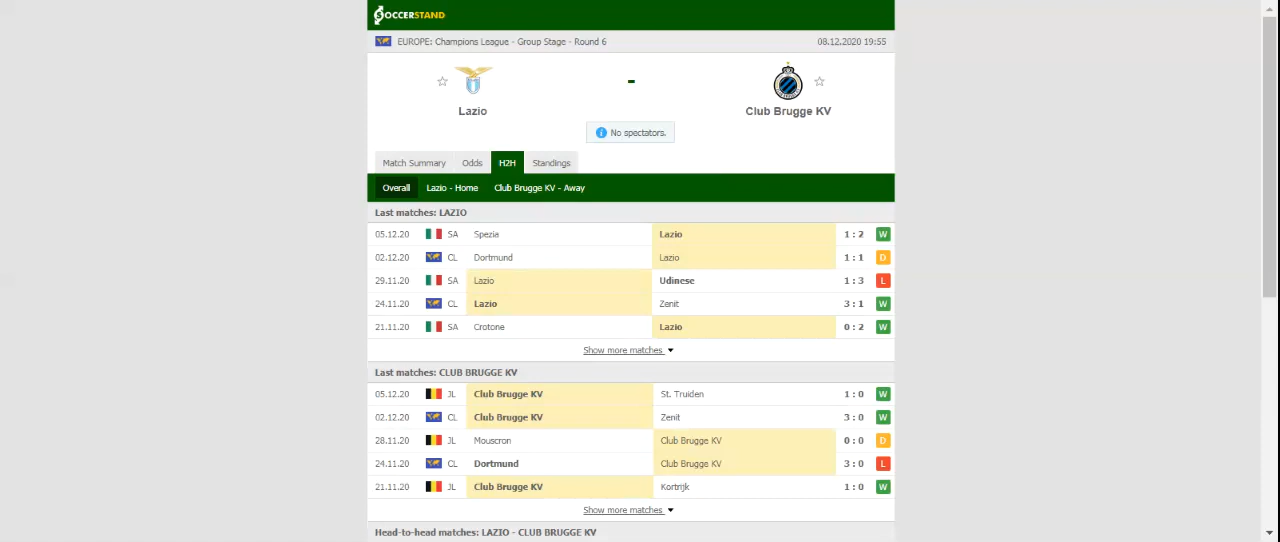 SOCCERSTAND
EUROPE: Champions League - Group Stage - Round 6 08.12.2020 19:55
-
Lazio Club Brugge KV
i No spectators.
Match Summary Odds H2H Standings
Overall Lazio - Home Club Brugge KV - Away
Last matches: LAZIO
05.12.20 SA Spezia Lazio 1 : 2 W
02.12.20 CL Dortmund Lazio 1 : 1 D
29.11.20 SA Lazio Udinese 1 : 3 L
24.11.20 CL Lazio Zenit 3 : 1 W
21.11.20 SA Crotone Lazio 0 : 2 W
Show more matches
Last matches: CLUB BRUGGE KV
05.12.20 JL Club Brugge KV St. Truiden 1 : 0 W
02.12.20 CL Club Brugge KV Zenit 3 : 0 W
28.11.20 JL Mouscron Club Brugge KV 0 : 0 D
24.11.20 CL Dortmund Club Brugge KV 3 : 0 L
21.11.20 JL Club Brugge KV Kortrijk 1 : 0 W
Show more matches
Head-to-head matches: LAZIO - CLUB BRUGGE KV